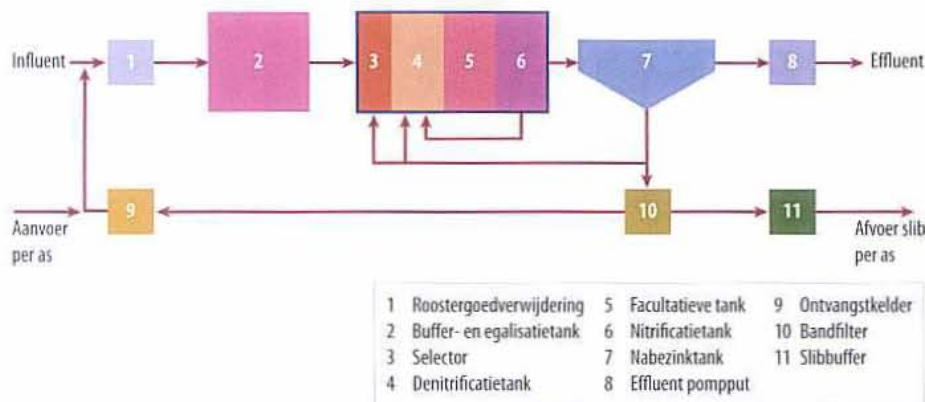 Influent
1
2
3
4
5
6
7
8
Effluent
Aanvoer
per as
9
10
11
Afvoer slib
per as
1 Roostergoedverwijdering
2 Buffer- en egalisatietank
3 Selector
4 Denitrificatietank
5 Facultatieve tank
6 Nitrificatietank
7 Nabezinktank
8 Effluent pompput
9 Ontvangstkelder
10 Bandfilter
11 Slibbuffer